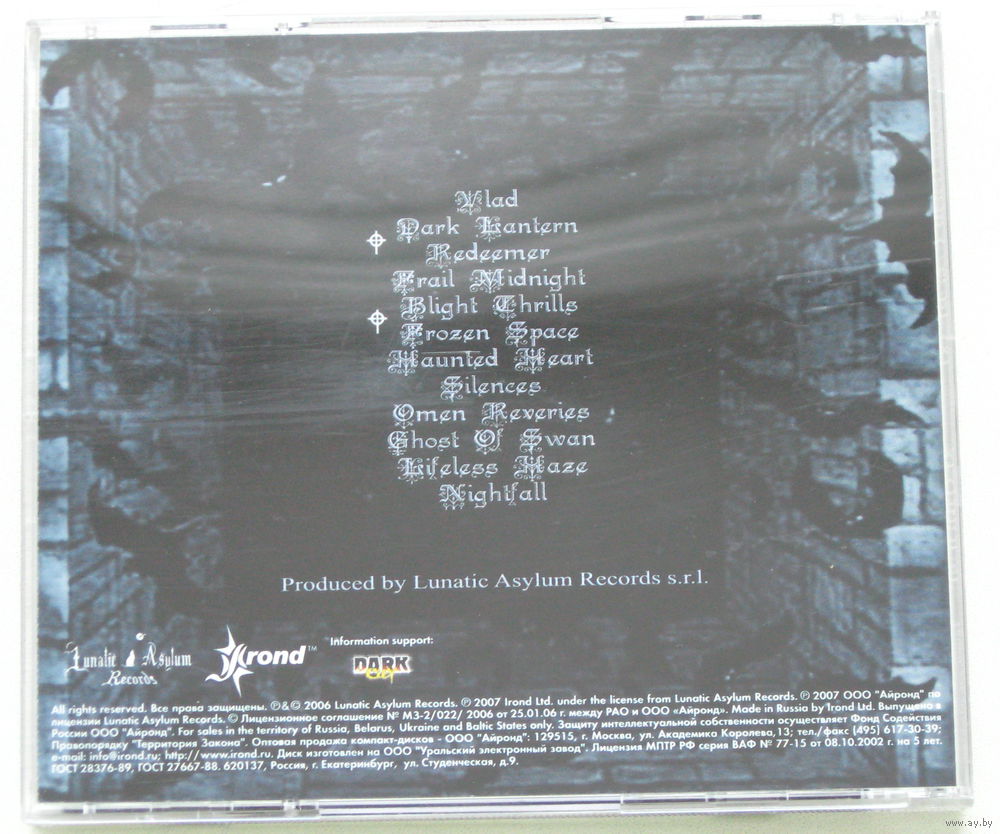 Vlad
Dark Lantern
Redeemer
Frail Midnight
Blight Thrills
Frozen Space
Haunted Heart
Silences
Omen Reveries
Ghost Of Swan
Lifeless Haze
Nightfall
Produced by Lunatic Asylum Records s.r.l.
Lunatic Asylum
Records
Irond™
Information support:
DARK
City
All rights reserved. Все права защищены. ℗&© 2006 Lunatic Asylum Records. ℗ 2007 Irond Ltd. under the license from Lunatic Asylum Records. ℗ 2007 ООО "Айронд" по
лицензии Lunatic Asylum Records. © Лицензионное соглашение № МЗ-2/022/ 2006 от 25.01.06 г. между РАО и ООО «Айронд». Made in Russia by Irond Ltd. Выпущено в
России ООО "Айронд". For sales in the territory of Russia, Belarus, Ukraine and Baltic States only. Защиту интеллектуальной собственности осуществляет Фонд Содействия
Правопорядку "Территория Закона". Оптовая продажа компакт-дисков - ООО "Айронд": 129515, г. Москва, ул. Академика Королева,13; тел./факс (495) 617-30-39;
e-mail: info@irond.ru; http://www.irond.ru. Диск изготовлен на ООО "Уральский электронный завод". Лицензия МПТР РФ серия ВАФ № 77-15 от 08.10.2002 г. на 5 лет.
ГОСТ 28376-89, ГОСТ 27667-88. 620137, Россия, г. Екатеринбург, ул. Студенческая, д.9.
www.ay.by